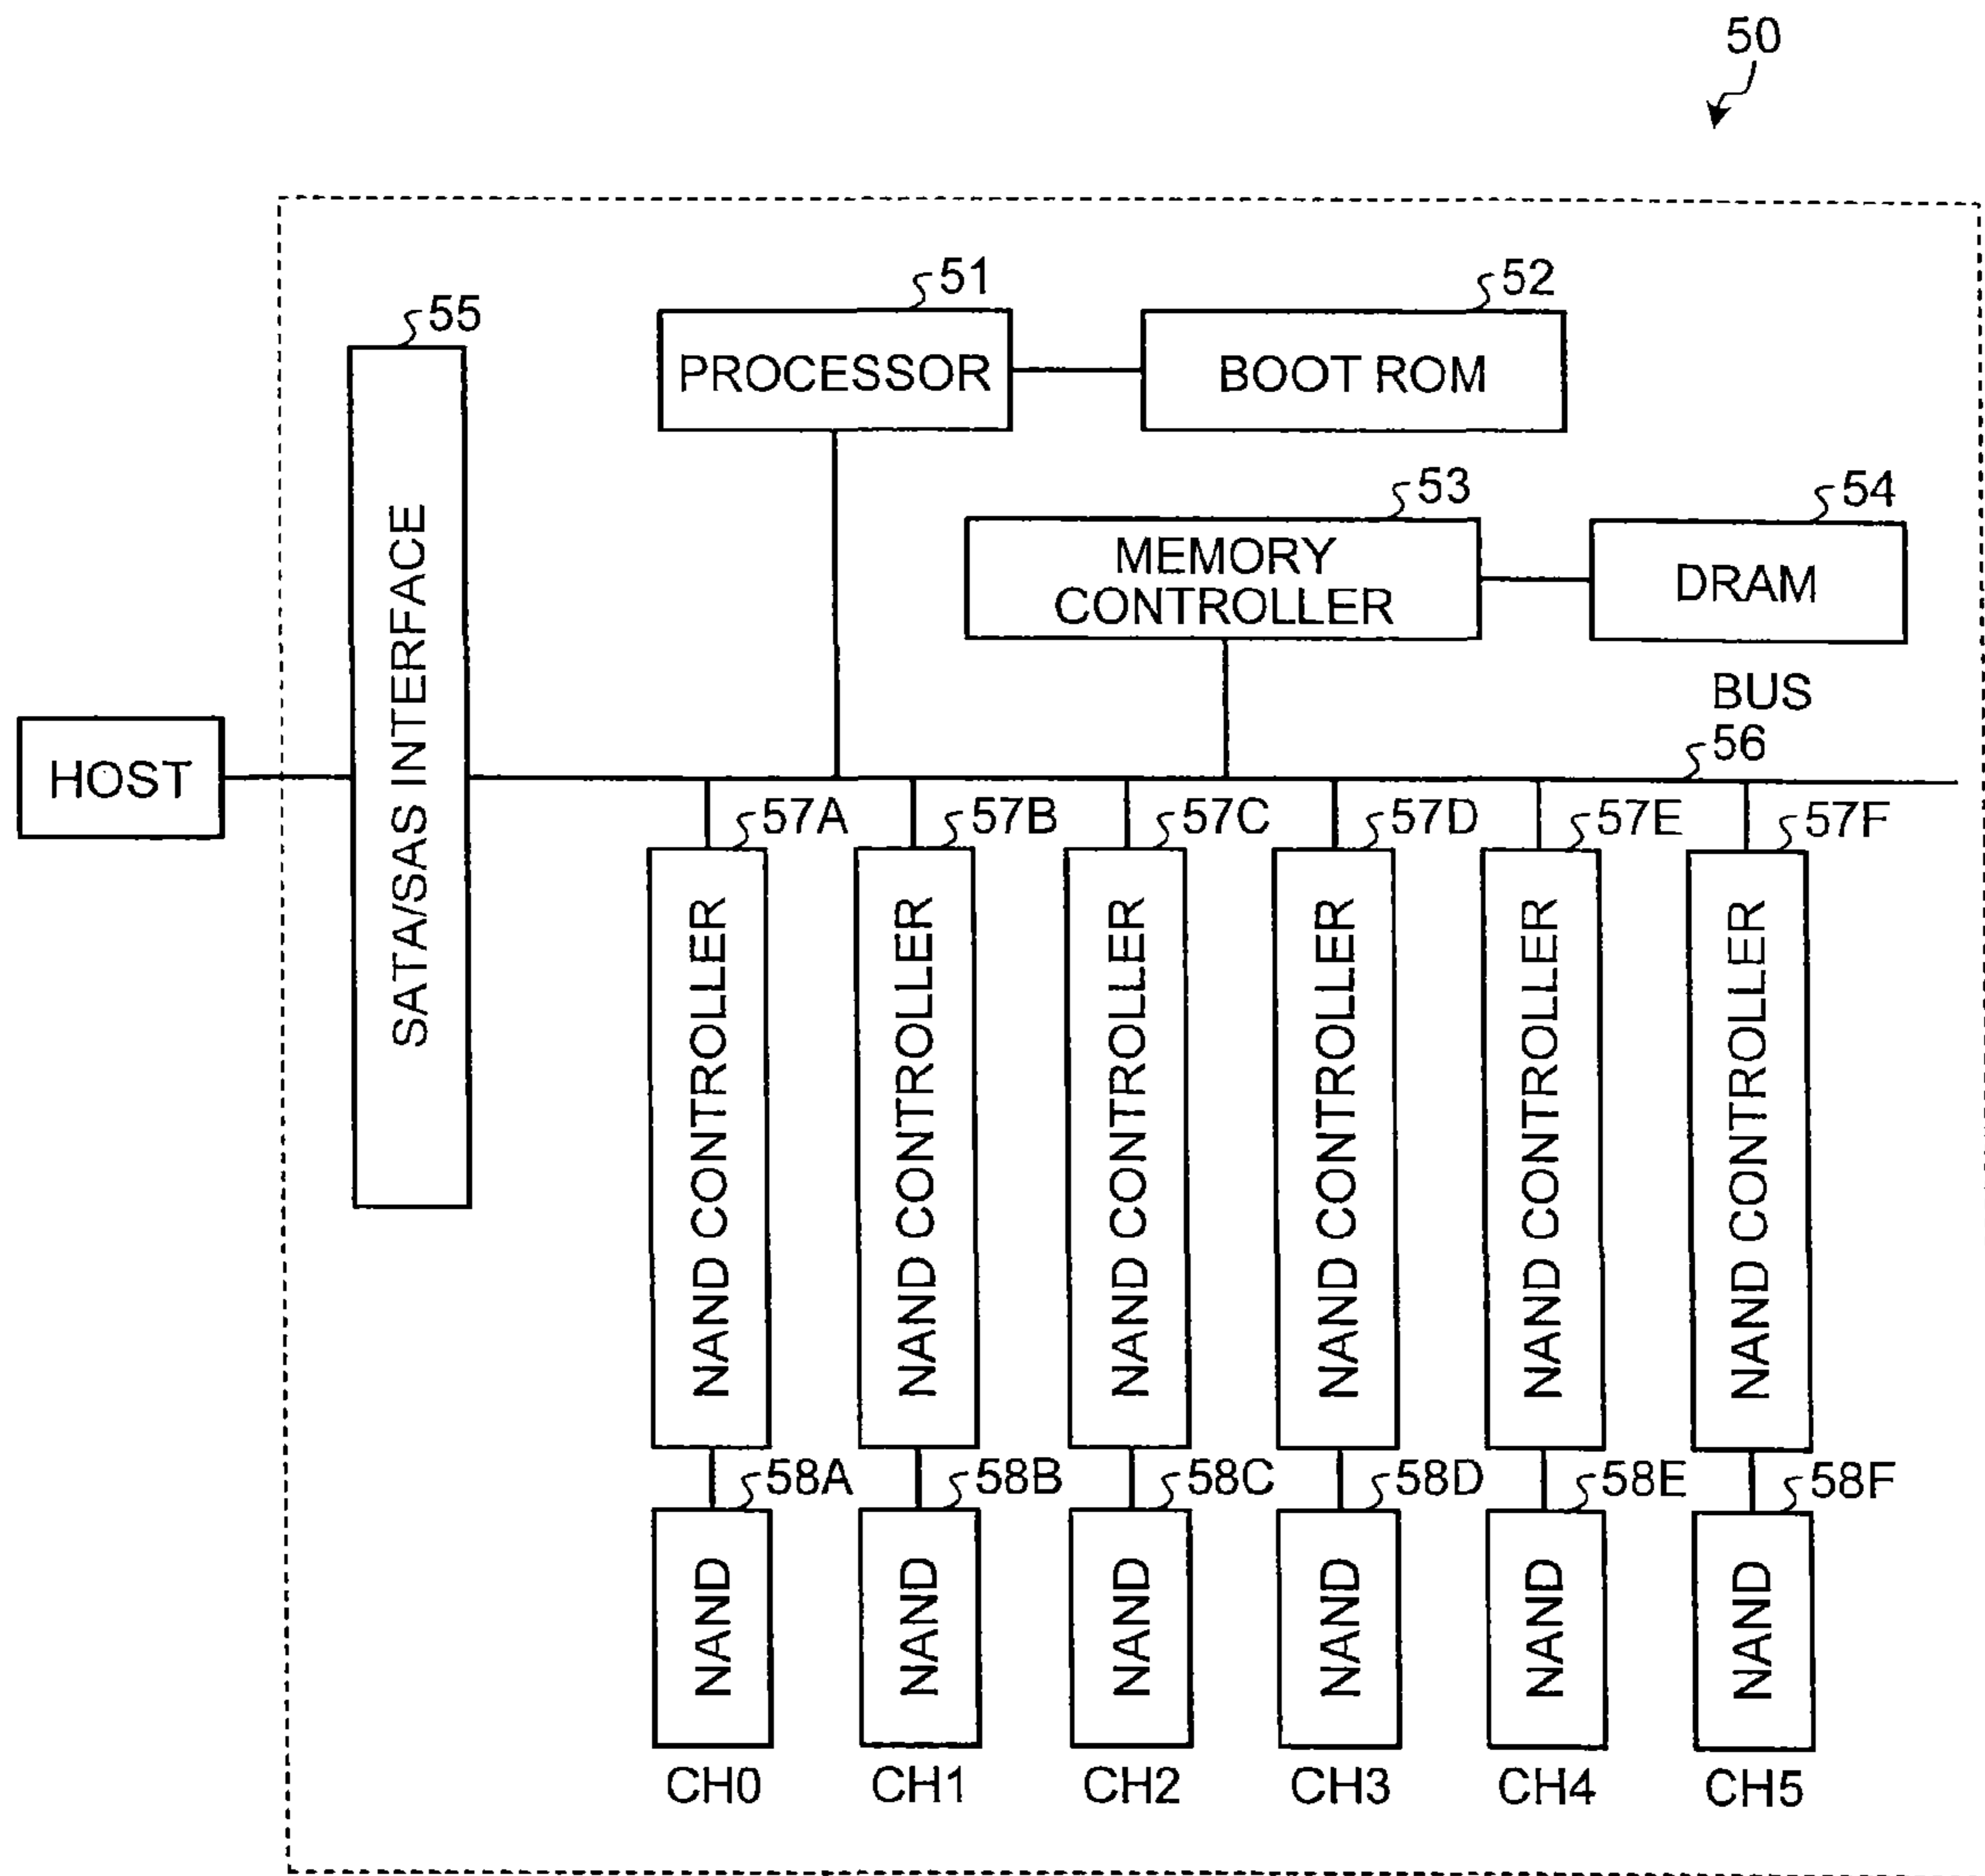 50
51
52
55
PROCESSOR
BOOT ROM
53
54
MEMORY
CONTROLLER
DRAM
SATA/SAS INTERFACE
BUS
56
HOST
57A
57B
57C
57D
57E
57F
NAND CONTROLLER
NAND CONTROLLER
NAND CONTROLLER
NAND CONTROLLER
NAND CONTROLLER
NAND CONTROLLER
58A
58B
58C
58D
58E
58F
NAND
NAND
NAND
NAND
NAND
NAND
CH0
CH1
CH2
CH3
CH4
CH5